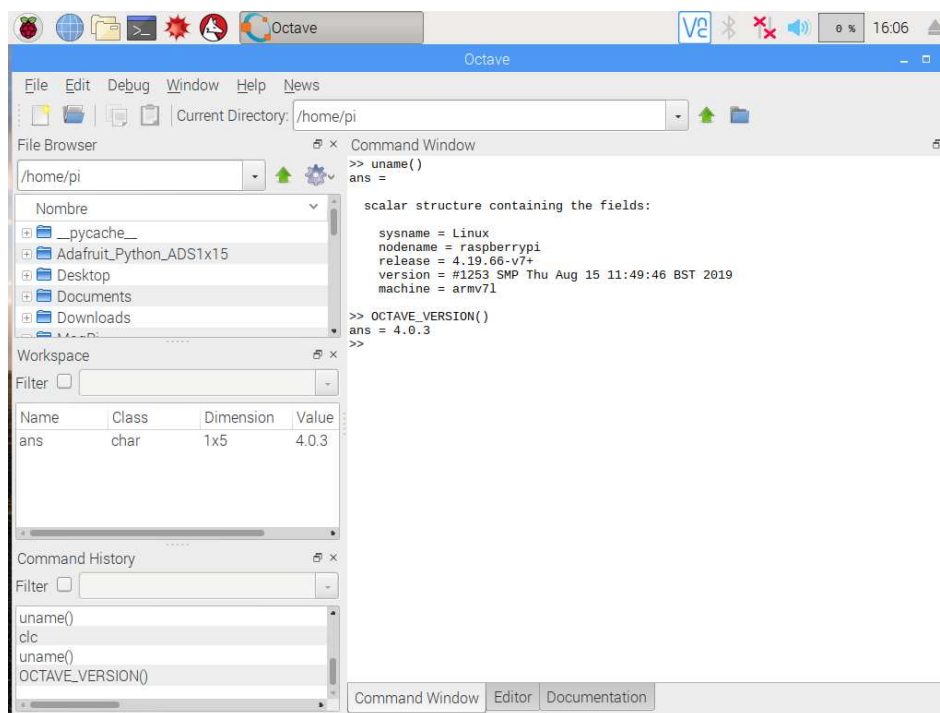 Octave
V2
0 %
16:06
Octave
File Edit Debug Window Help News
Current Directory: /home/pi
File Browser
/home/pi
Nombre
__pycache__
Adafruit_Python_ADS1x15
Desktop
Documents
Downloads
Workspace
Filter
Name Class Dimension Value
ans char 1x5 4.0.3
Command History
Filter
uname()
clc
uname()
OCTAVE_VERSION()
Command Window
>> uname()
ans =
scalar structure containing the fields:
sysname = Linux
nodename = raspberrypi
release = 4.19.66-v7+
version = #1253 SMP Thu Aug 15 11:49:46 BST 2019
machine = armv7l
>> OCTAVE_VERSION()
ans = 4.0.3
>>
Command Window Editor Documentation